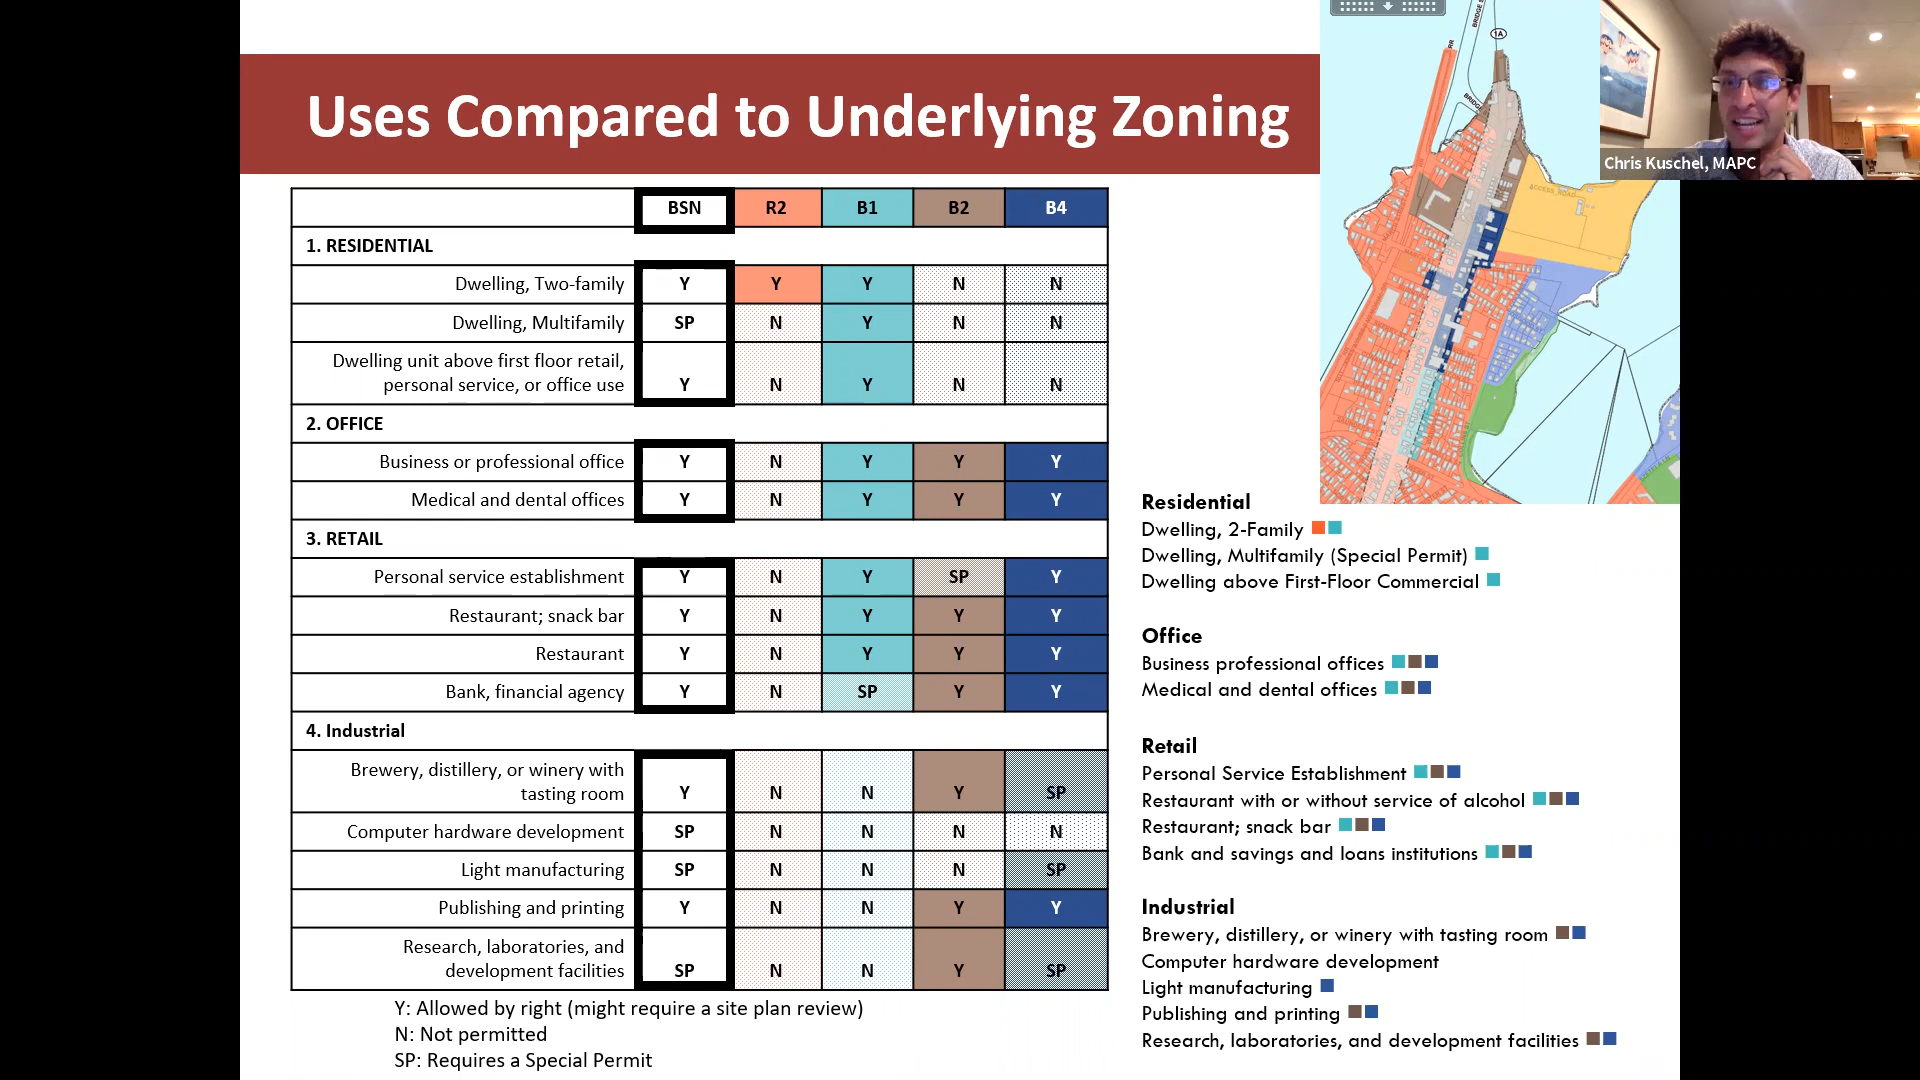 Uses Compared to Underlying Zoning
Chris Kuschel, MAPC
1A
ACCESS ROAD
BSN R2 B1 B2 B4
1. RESIDENTIAL
Dwelling, Two-family Y Y Y N N
Dwelling, Multifamily SP N Y N N
Dwelling unit above first floor retail,
personal service, or office use Y N Y N N
2. OFFICE
Business or professional office Y N Y Y Y
Medical and dental offices Y N Y Y Y
3. RETAIL
Personal service establishment Y N Y SP Y
Restaurant; snack bar Y N Y Y Y
Restaurant Y N Y Y Y
Bank, financial agency Y N SP Y Y
4. Industrial
Brewery, distillery, or winery with
tasting room Y N N Y SP
Computer hardware development SP N N N N
Light manufacturing SP N N N SP
Publishing and printing Y N N Y Y
Research, laboratories, and
development facilities SP N N Y SP
Y: Allowed by right (might require a site plan review)
N: Not permitted
SP: Requires a Special Permit
Residential
Dwelling, 2-Family
Dwelling, Multifamily (Special Permit)
Dwelling above First-Floor Commercial
Office
Business professional offices
Medical and dental offices
Retail
Personal Service Establishment
Restaurant with or without service of alcohol
Restaurant; snack bar
Bank and savings and loans institutions
Industrial
Brewery, distillery, or winery with tasting room
Computer hardware development
Light manufacturing
Publishing and printing
Research, laboratories, and development facilities